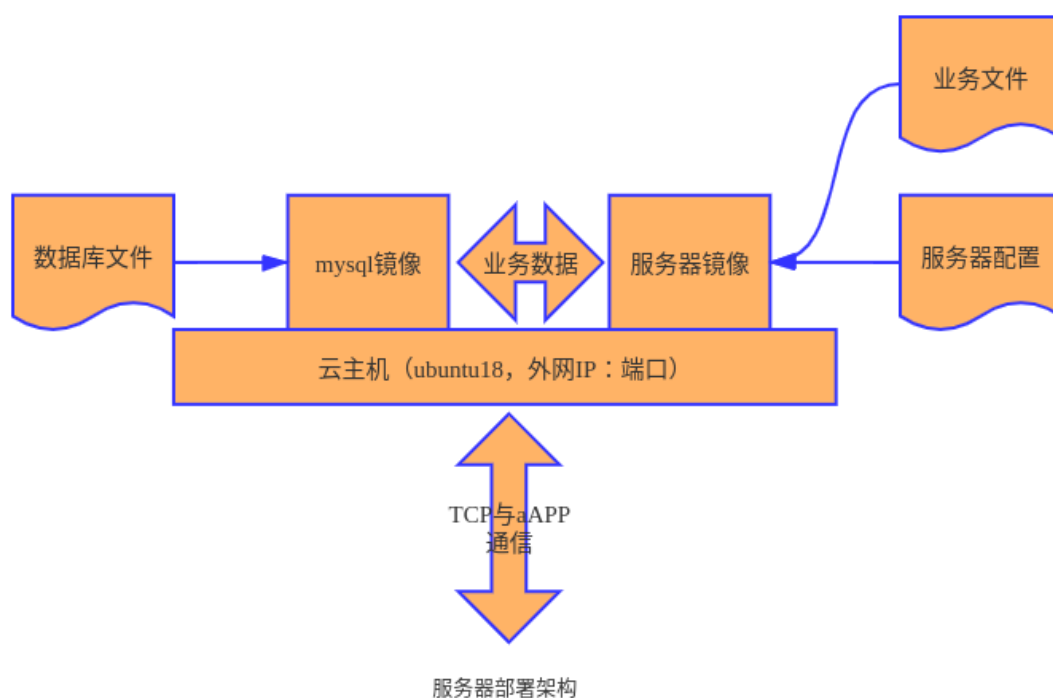 业务文件
数据库文件
mysql镜像
业务数据
服务器镜像
服务器配置
云主机（ubuntu18，外网IP：端口）
TCP与aAPP
通信
服务器部署架构